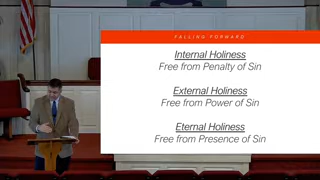 FALLING FORWARD
Internal Holiness
Free from Penalty of Sin
External Holiness
Free from Power of Sin
Eternal Holiness
Free from Presence of Sin